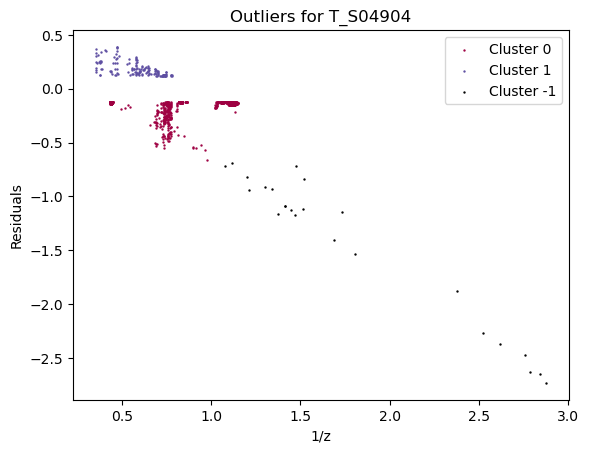 Outliers for T_S04904
Cluster 0
Cluster 1
Cluster -1
Residuals
0.5
0.0
−0.5
−1.0
−1.5
−2.0
−2.5
0.5
1.0
1.5
2.0
2.5
3.0
1/z